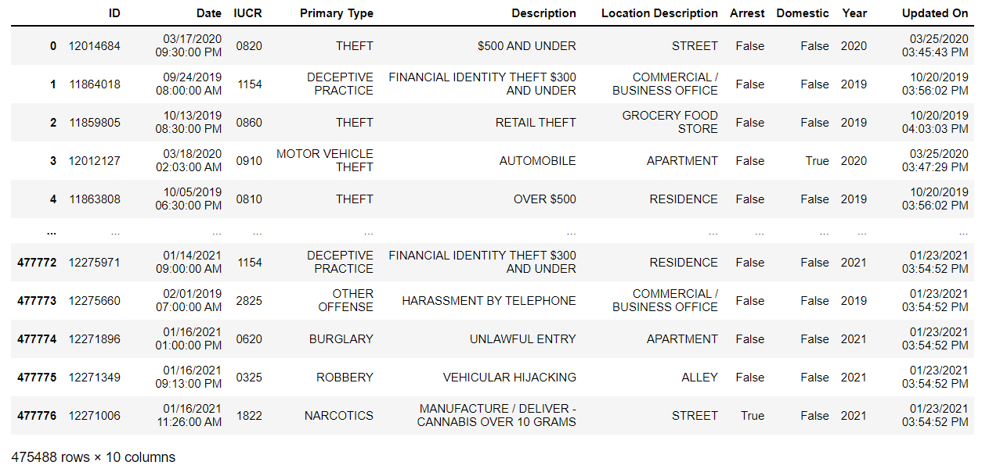 ID Date IUCR Primary Type Description Location Description Arrest Domestic Year Updated On
0 12014684 03/17/2020 09:30:00 PM 0820 THEFT $500 AND UNDER STREET False False 2020 03/25/2020 03:45:43 PM
1 11864018 09/24/2019 08:00:00 AM 1154 DECEPTIVE PRACTICE FINANCIAL IDENTITY THEFT $300 AND UNDER COMMERCIAL / BUSINESS OFFICE False False 2019 10/20/2019 03:56:02 PM
2 11859805 10/13/2019 08:30:00 PM 0860 THEFT RETAIL THEFT GROCERY FOOD STORE False False 2019 10/20/2019 04:03:03 PM
3 12012127 03/18/2020 02:03:00 AM 0910 MOTOR VEHICLE THEFT AUTOMOBILE APARTMENT False True 2020 03/25/2020 03:47:29 PM
4 11863808 10/05/2019 06:30:00 PM 0810 THEFT OVER $500 RESIDENCE False False 2019 10/20/2019 03:56:02 PM
... ... ... ... ... ... ... ... ... ... ...
477772 12275971 01/14/2021 09:00:00 AM 1154 DECEPTIVE PRACTICE FINANCIAL IDENTITY THEFT $300 AND UNDER RESIDENCE False False 2021 01/23/2021 03:54:52 PM
477773 12275660 02/01/2019 07:00:00 AM 2825 OTHER OFFENSE HARASSMENT BY TELEPHONE COMMERCIAL / BUSINESS OFFICE False False 2019 01/23/2021 03:54:52 PM
477774 12271896 01/16/2021 01:00:00 PM 0620 BURGLARY UNLAWFUL ENTRY APARTMENT False False 2021 01/23/2021 03:54:52 PM
477775 12271349 01/16/2021 09:13:00 PM 0325 ROBBERY VEHICULAR HIJACKING ALLEY False False 2021 01/23/2021 03:54:52 PM
477776 12271006 01/16/2021 11:26:00 AM 1822 NARCOTICS MANUFACTURE / DELIVER - CANNABIS OVER 10 GRAMS STREET True False 2021 01/23/2021 03:54:52 PM
475488 rows × 10 columns